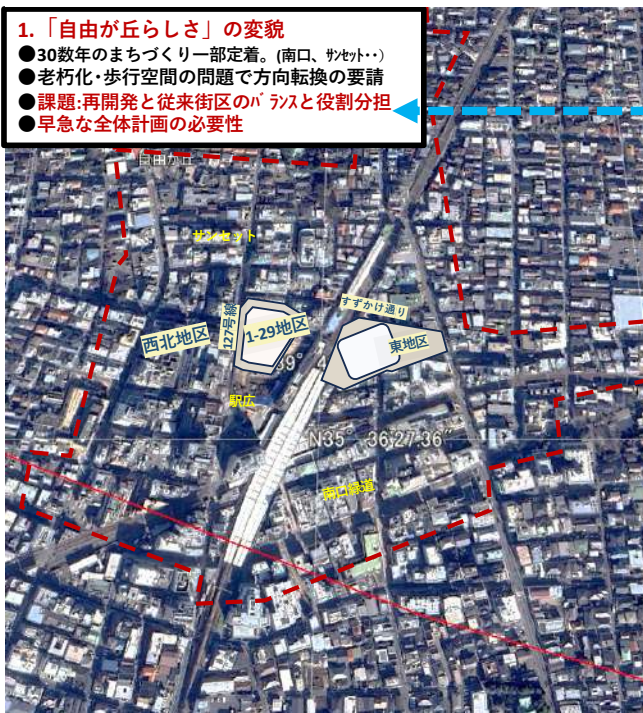 1. 「自由が丘らしさ」の変貌
●30数年のまちづくり一部定着。(南口、サンセット・・)
●老朽化・歩行空間の問題で方向転換の要請
●課題:再開発と従来街区のバランスと役割分担
●早急な全体計画の必要性
自由が丘
サンセット
すずかけ通り
127号線
1-29地区
西北地区
東地区
駅広
N35° 36'27.36"
南口緑道